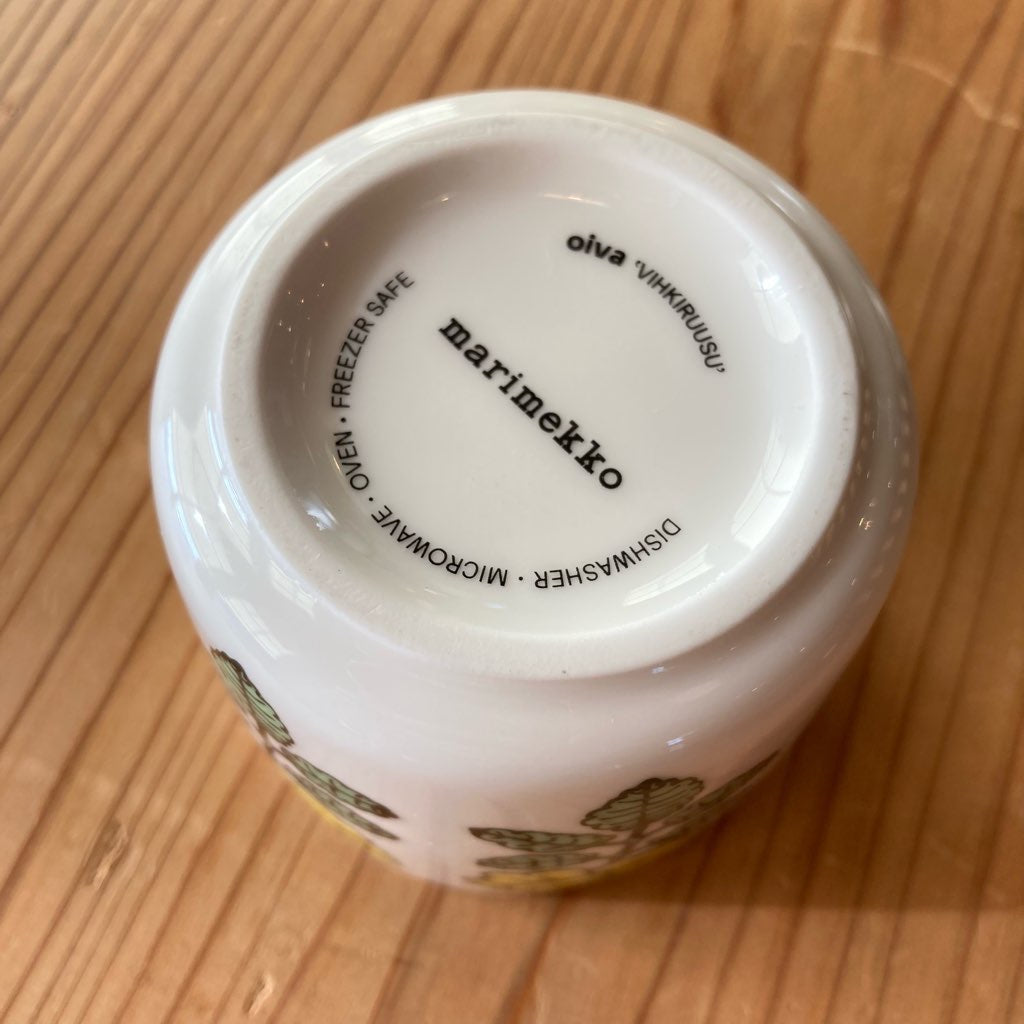 oiva 'VIHKIRUUSU'
marimekko
DISHWASHER · MICROWAVE · OVEN · FREEZER SAFE